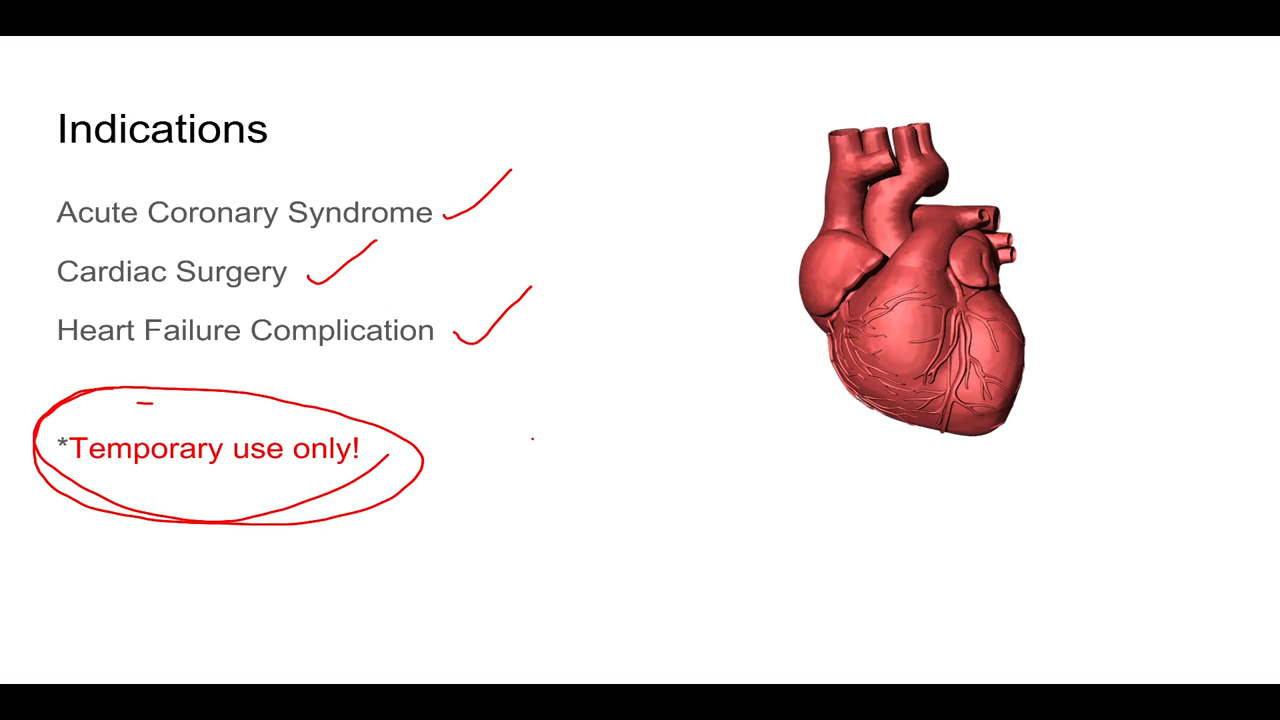 Indications
Acute Coronary Syndrome
Cardiac Surgery
Heart Failure Complication
*Temporary use only!